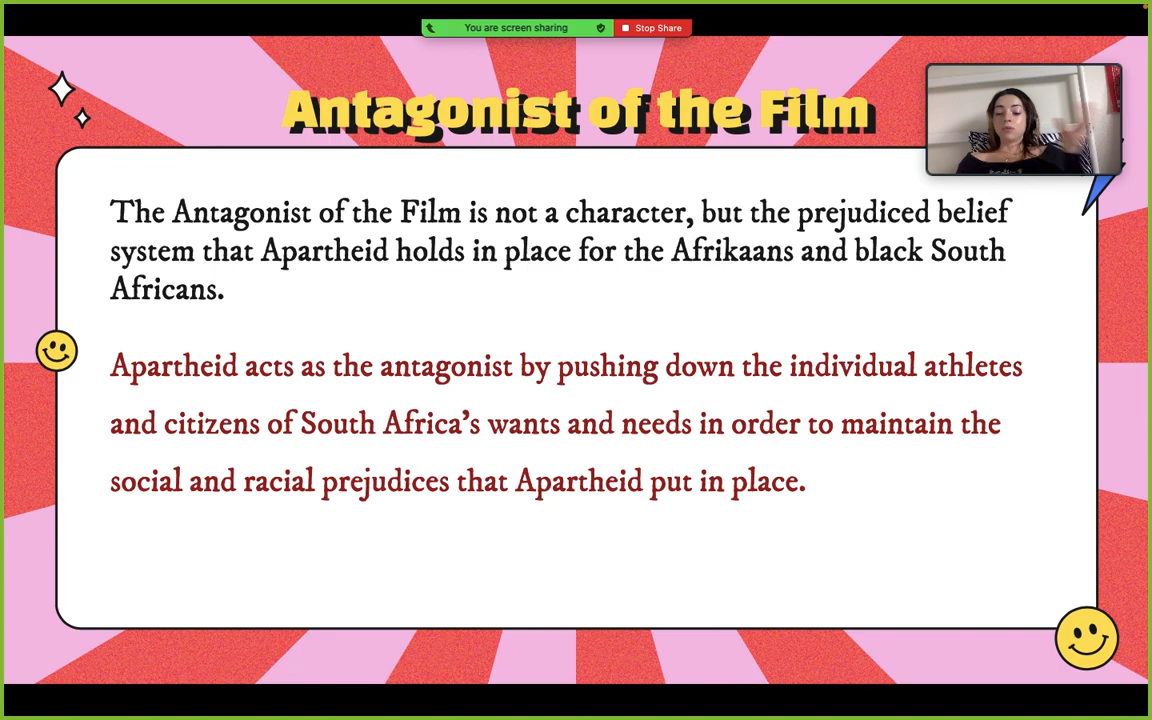 You are screen sharing
Stop Share
Antagonist of the Film
The Antagonist of the Film is not a character, but the prejudiced belief
system that Apartheid holds in place for the Afrikaans and black South
Africans.
Apartheid acts as the antagonist by pushing down the individual athletes
and citizens of South Africa’s wants and needs in order to maintain the
social and racial prejudices that Apartheid put in place.